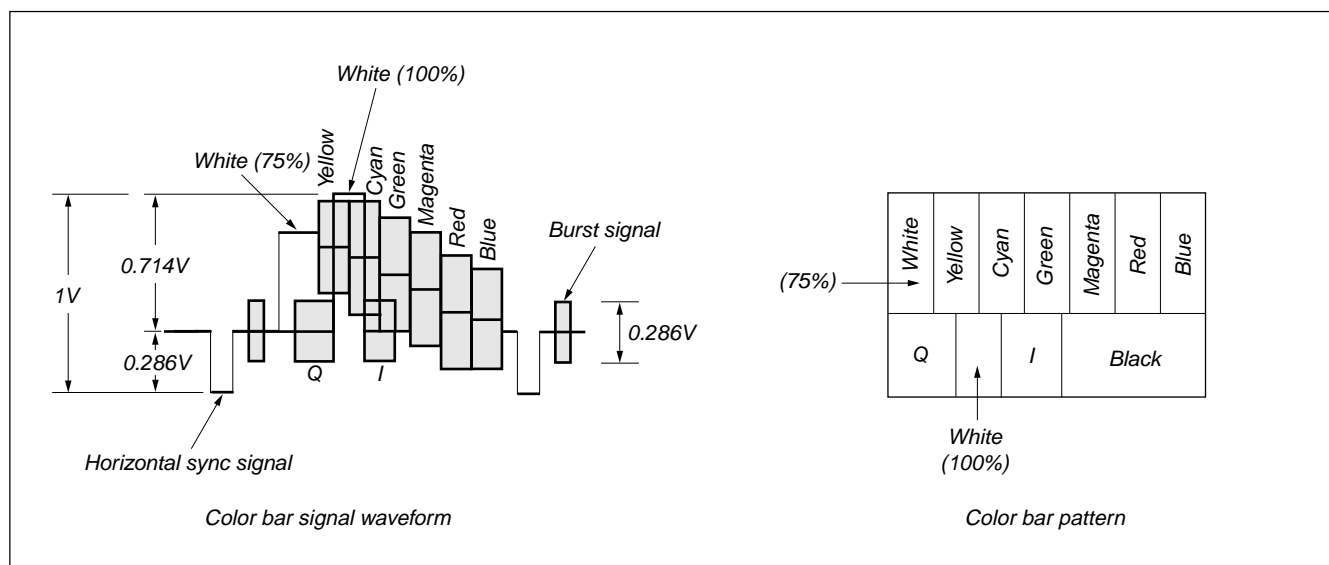 White (100%)
White (75%)
Yellow
Cyan
Green
Magenta
Red
Blue
Burst signal
0.714V
1V
0.286V
0.286V
Q
I
Horizontal sync signal
Color bar signal waveform
(75%)
White
Yellow
Cyan
Green
Magenta
Red
Blue
Q
I
Black
White
(100%)
Color bar pattern